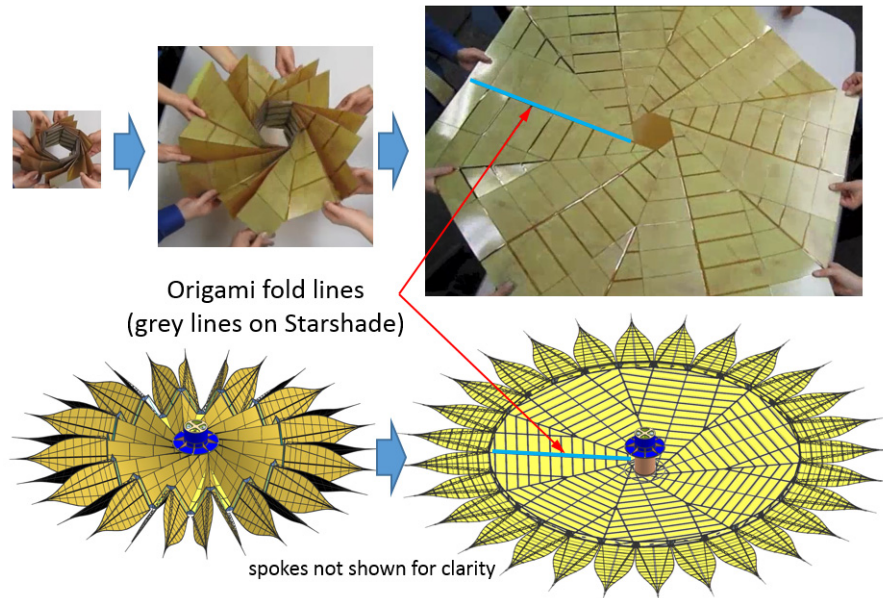 Origami fold lines
(grey lines on Starshade)
spokes not shown for clarity